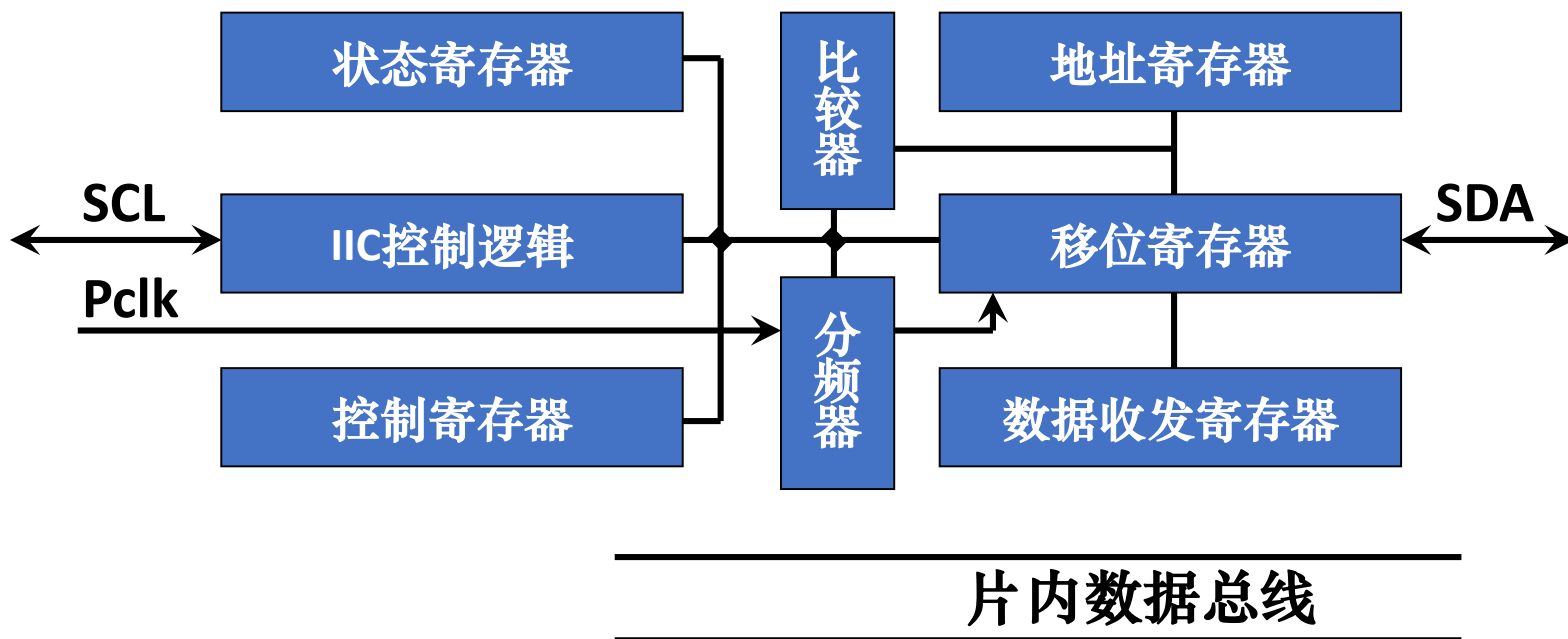 状态寄存器
比较器
地址寄存器
SCL
IIC控制逻辑
移位寄存器
SDA
Pclk
分频器
控制寄存器
数据收发寄存器
片内数据总线